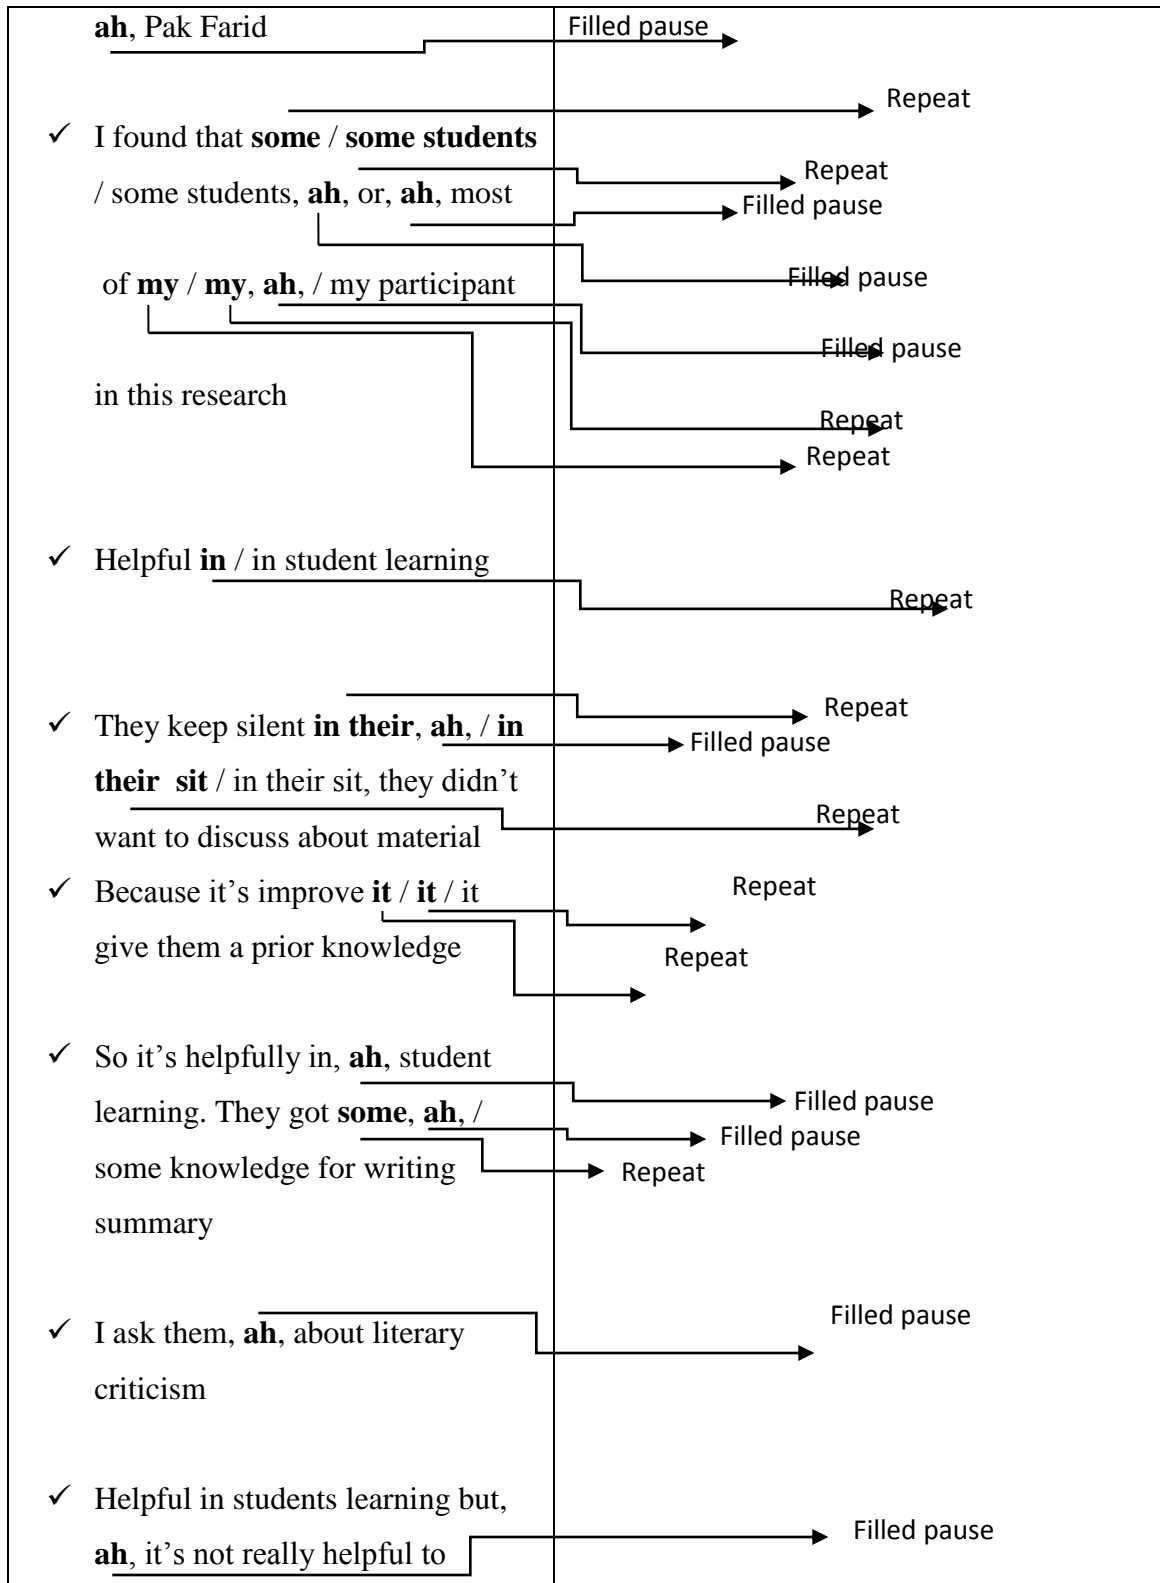 ah, Pak Farid
Filled pause
Repeat
✓ I found that some / some students
Repeat
/ some students, ah, or, ah, most
Filled pause
of my / my, ah, / my participant
Filled pause
Filled pause
in this research
Repeat
Repeat
✓ Helpful in / in student learning
Repeat
✓ They keep silent in their, ah, / in
Repeat
Filled pause
their sit / in their sit, they didn’t
Repeat
want to discuss about material
✓ Because it’s improve it / it / it
Repeat
give them a prior knowledge
Repeat
✓ So it’s helpfully in, ah, student
Filled pause
learning. They got some, ah, /
Filled pause
some knowledge for writing
Repeat
summary
✓ I ask them, ah, about literary
Filled pause
criticism
✓ Helpful in students learning but,
Filled pause
ah, it’s not really helpful to